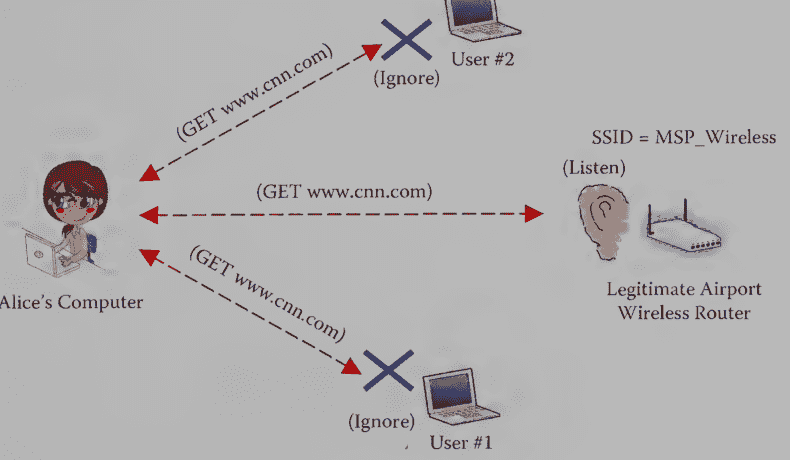 (GET www.cnn.com)
(Ignore)
User #2
SSID = MSP_Wireless
(Listen)
(GET www.cnn.com)
Alice's Computer
Legitimate Airport
Wireless Router
(GET www.cnn.com)
(Ignore)
User #1